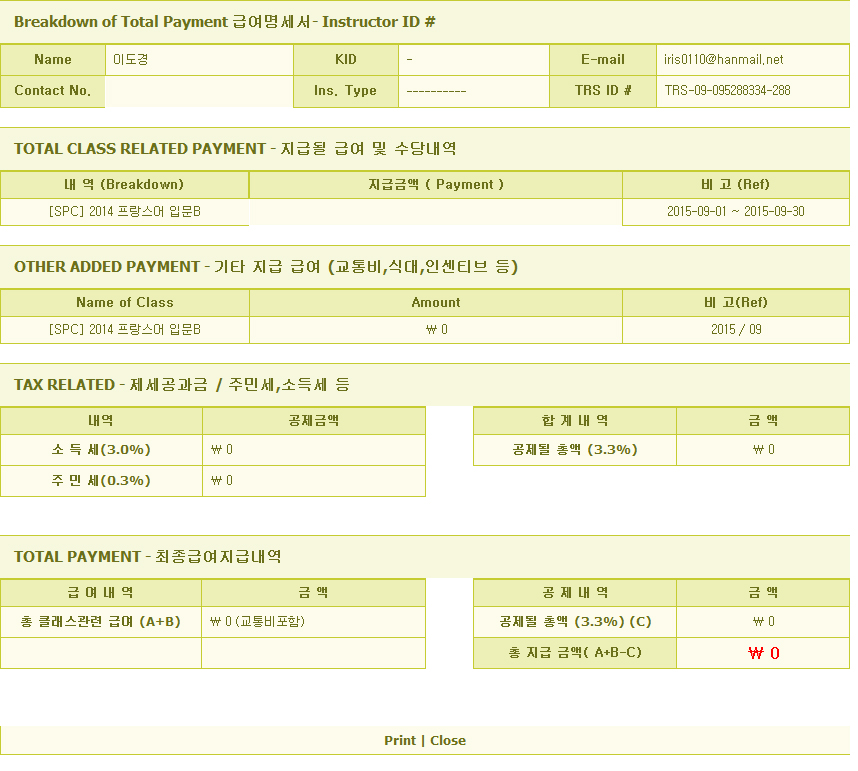 Breakdown of Total Payment 급여명세서- Instructor ID #
Name 이도경 KID - E-mail iris0110@hanmail.net
Contact No. Ins. Type ---------- TRS ID # TRS-09-095288334-288
TOTAL CLASS RELATED PAYMENT - 지급될 급여 및 수당내역
내 역 (Breakdown) 지급금액 ( Payment ) 비 고 (Ref)
[SPC] 2014 프랑스어 입문B 2015-09-01 ~ 2015-09-30
OTHER ADDED PAYMENT - 기타 지급 급여 (교통비,식대,인센티브 등)
Name of Class Amount 비 고(Ref)
[SPC] 2014 프랑스어 입문B ₩ 0 2015 / 09
TAX RELATED - 제세공과금 / 주민세,소득세 등
내역 공제금액 합 계 내 역 금 액
소 득 세(3.0%) ₩ 0 공제될 총액 (3.3%) ₩ 0
주 민 세(0.3%) ₩ 0
TOTAL PAYMENT - 최종급여지급내역
급 여 내 역 금 액 공 제 내 역 금 액
총 클래스관련 급여 (A+B) ₩ 0 (교통비포함) 공제될 총액 (3.3%) (C) ₩ 0
총 지급 금액( A+B-C) ₩ 0
Print | Close